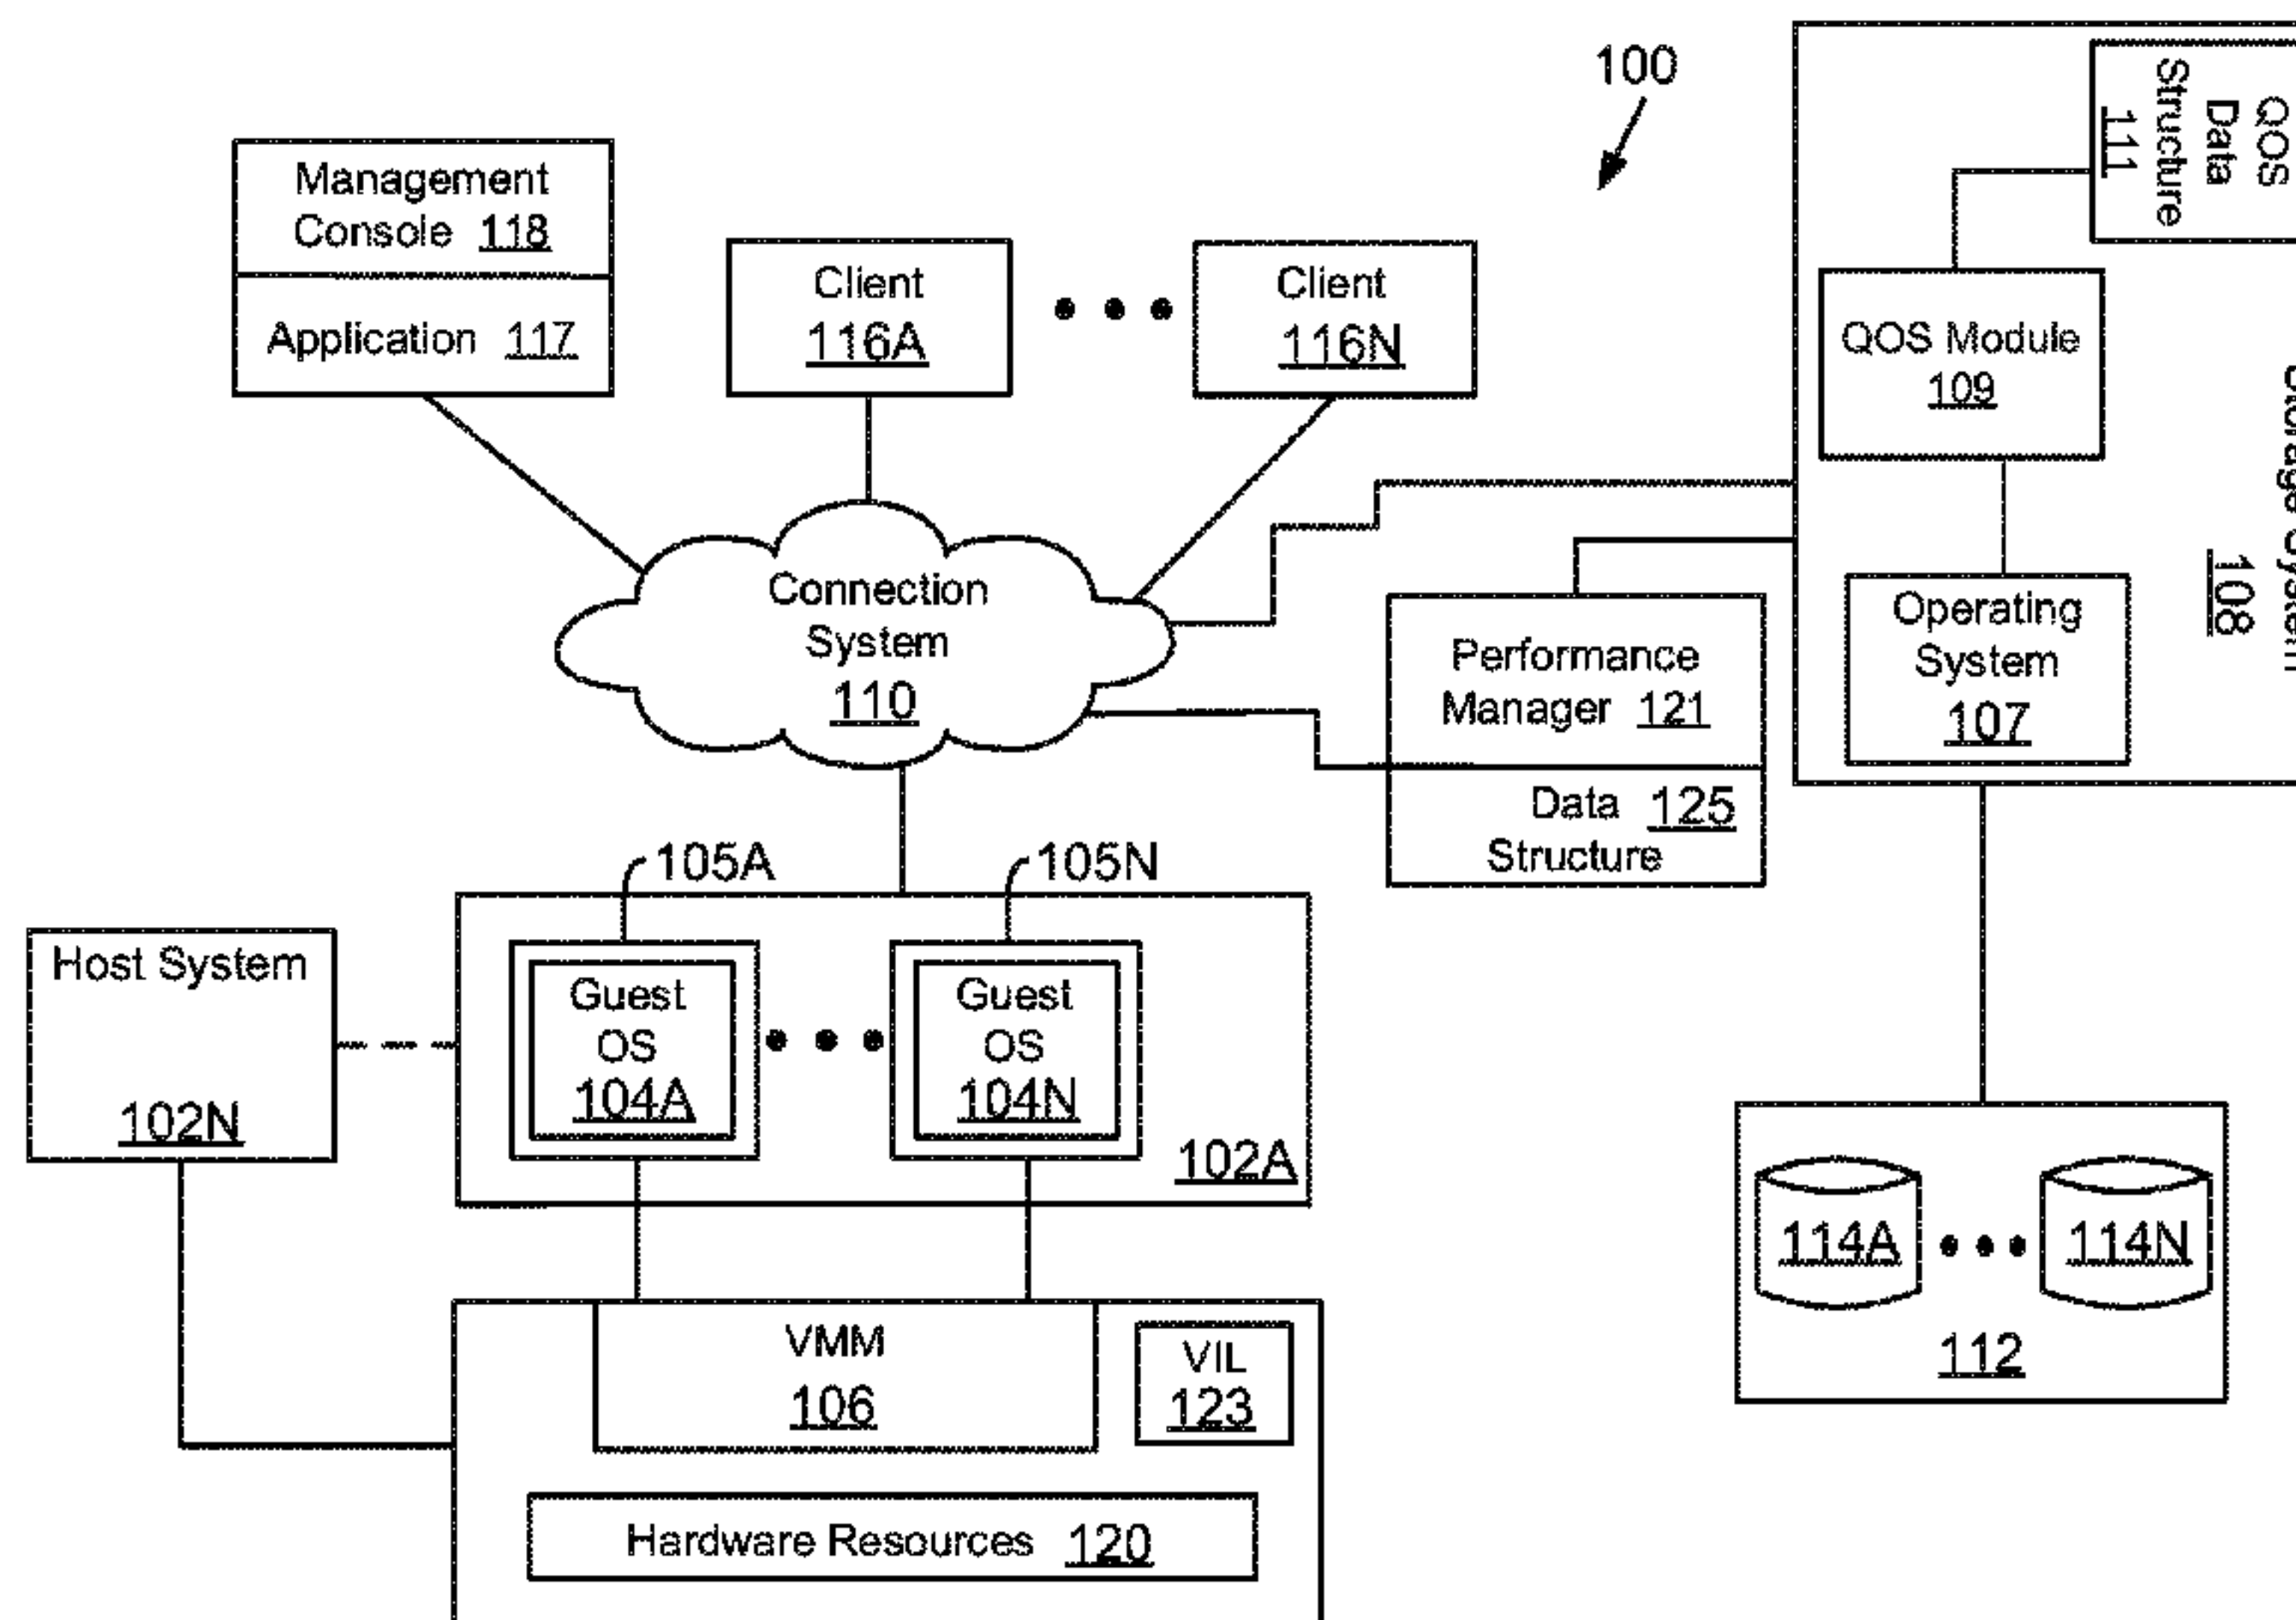 100
QOS
Data
Structure
111
Management
Console 118
Application 117
Client
116A
Client
116N
QOS Module
109
Storage System
108
Connection
System
110
Operating
System
107
Performance
Manager 121
Data 125
Structure
105A
105N
Host System
102N
Guest
OS
104A
Guest
OS
104N
102A
114A
114N
112
VMM
106
VIL
123
Hardware Resources 120